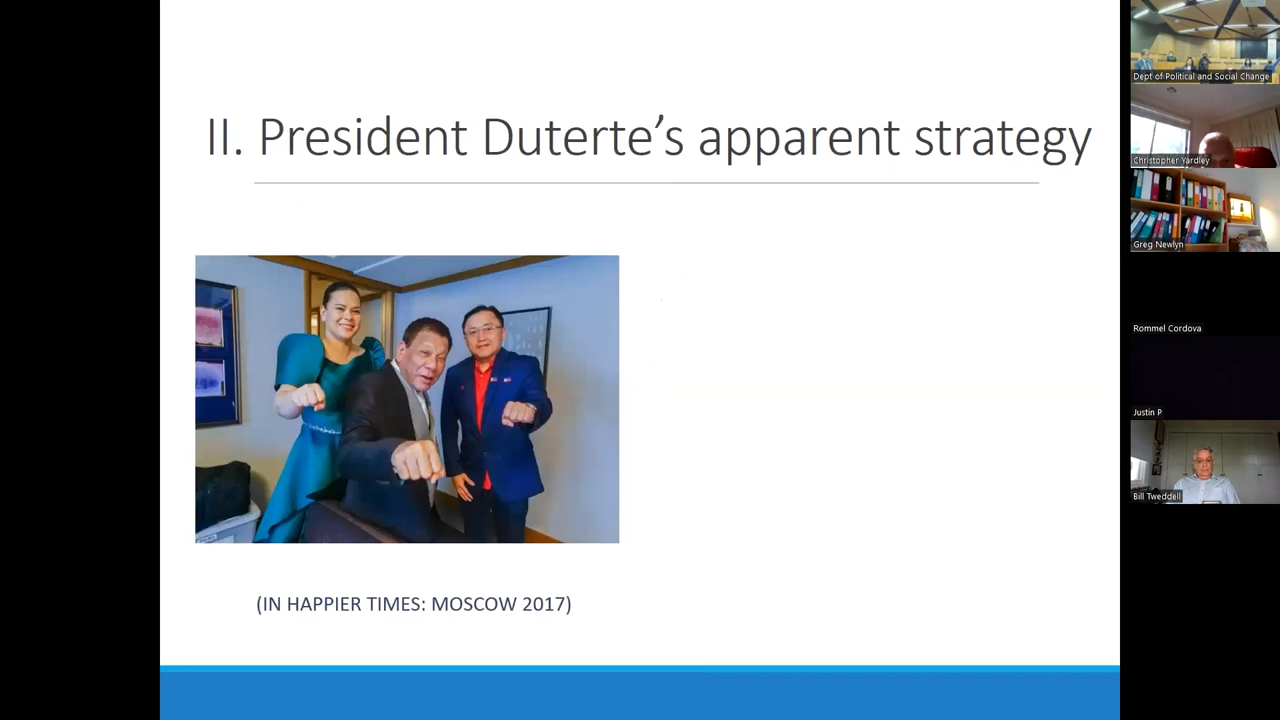 II. President Duterte’s apparent strategy
(IN HAPPIER TIMES: MOSCOW 2017)
Dept of Political and Social Change
Christopher Yardley
Greg Newlyn
Rommel Cordova
Justin P
Bill Tweddell